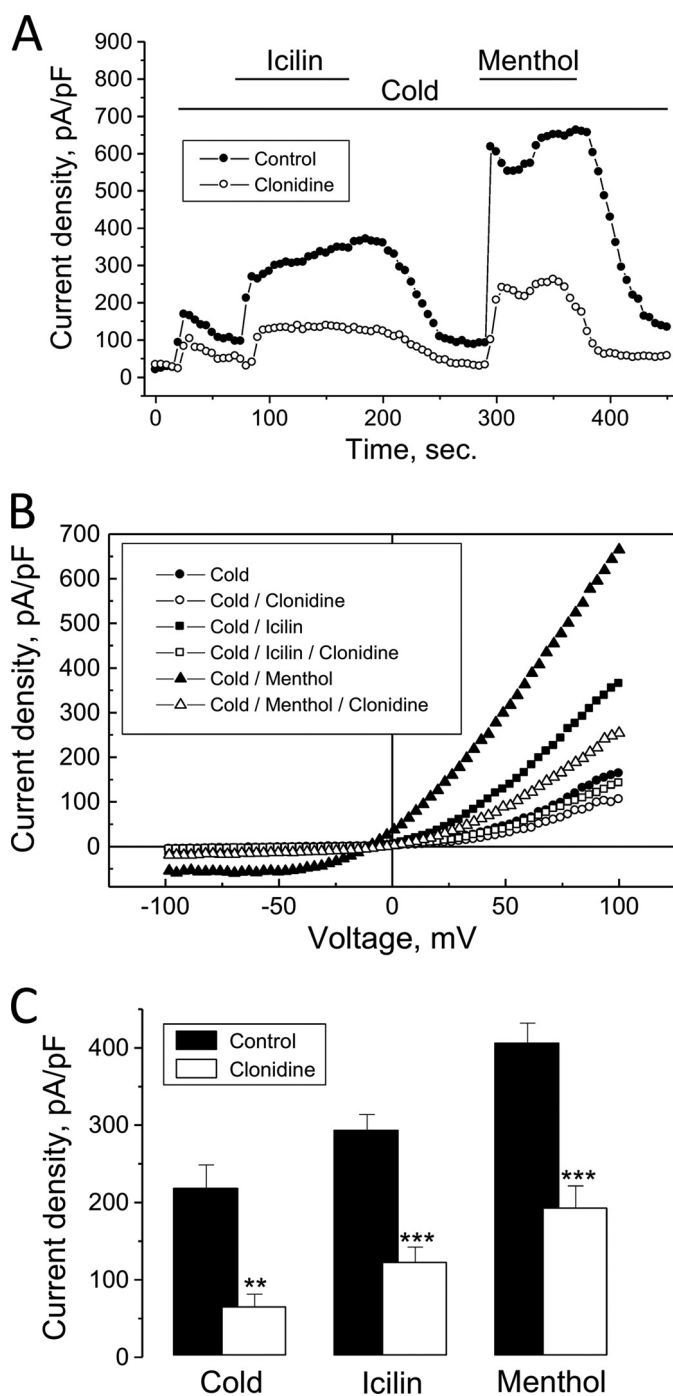 A
Current density, pA/pF
900
800
700
600
500
400
300
200
100
0
Icilin
Menthol
Cold
Control
Clonidine
0
100
200
300
400
Time, sec.
B
Current density, pA/pF
700
600
500
400
300
200
100
0
Cold
Cold / Clonidine
Cold / Icilin
Cold / Icilin / Clonidine
Cold / Menthol
Cold / Menthol / Clonidine
-100
-50
0
50
100
Voltage, mV
C
Current density, pA/pF
400
300
200
100
0
Control
Clonidine
**
***
***
Cold
Icilin
Menthol